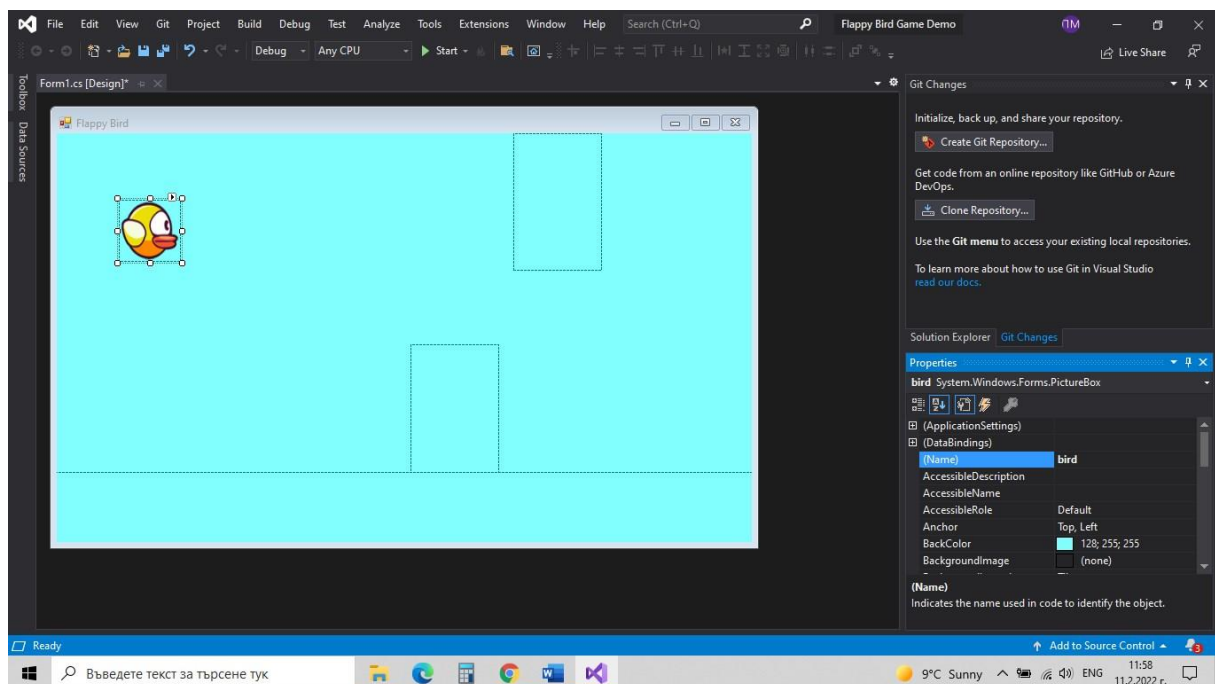 File Edit View Git Project Build Debug Test Analyze Tools Extensions Window Help Search (Ctrl+Q) Flappy Bird Game Demo ПМ
Debug Any CPU Start Live Share
Toolbox
Data Sources
Form1.cs [Design]*
Flappy Bird
Git Changes
Initialize, back up, and share your repository.
Create Git Repository...
Get code from an online repository like GitHub or Azure
DevOps.
Clone Repository...
Use the Git menu to access your existing local repositories.
To learn more about how to use Git in Visual Studio
read our docs.
Solution Explorer Git Changes
Properties
bird System.Windows.Forms.PictureBox
(ApplicationSettings)
(DataBindings)
(Name) bird
AccessibleDescription
AccessibleName
AccessibleRole Default
Anchor Top, Left
BackColor 128; 255; 255
BackgroundImage (none)
(Name)
Indicates the name used in code to identify the object.
Ready Add to Source Control 3
Въведете текст за търсене тук 9°C Sunny ENG 11:58
11.2.2022 г.